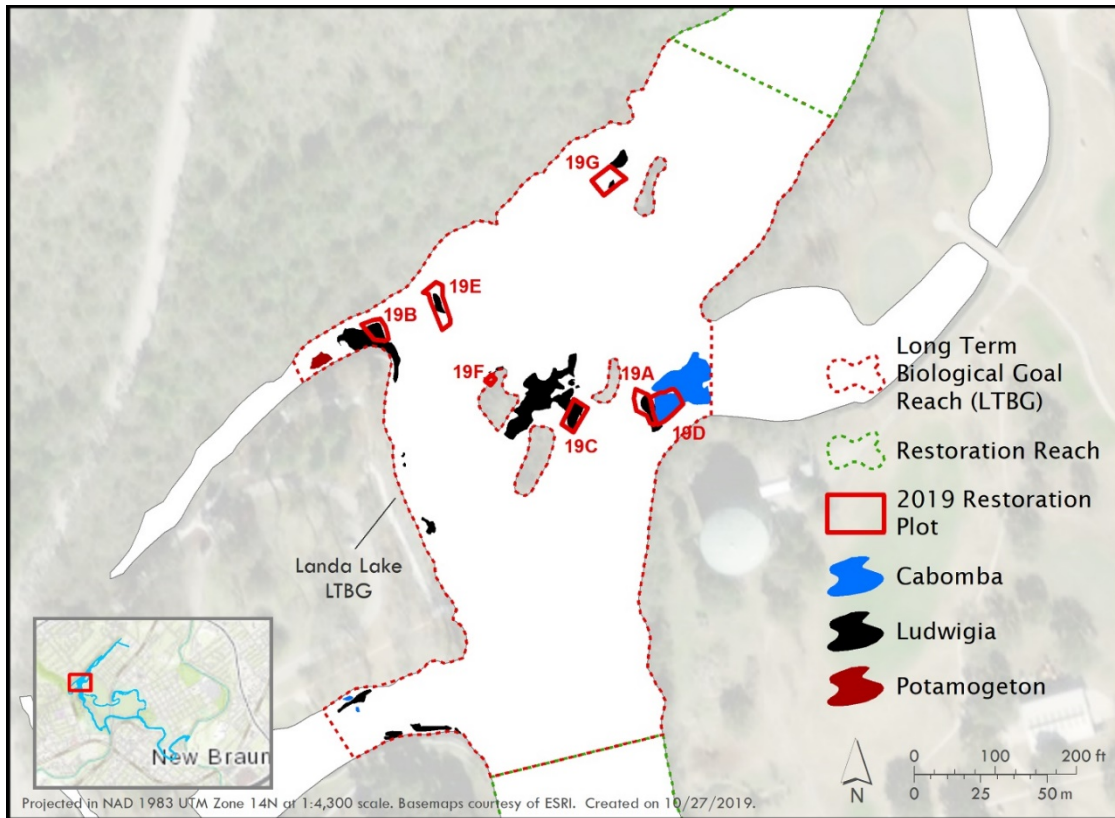 19G
19E
19B
19F
19A
19C
19D
Landa Lake
LTBG
Long Term
Biological Goal
Reach (LTBG)
Restoration Reach
2019 Restoration
Plot
Cabomba
Ludwigia
Potamogeton
New Braun
N
0 100 200 ft
0 25 50 m
Projected in NAD 1983 UTM Zone 14N at 1:4,300 scale. Basemaps courtesy of ESRI. Created on 10/27/2019.